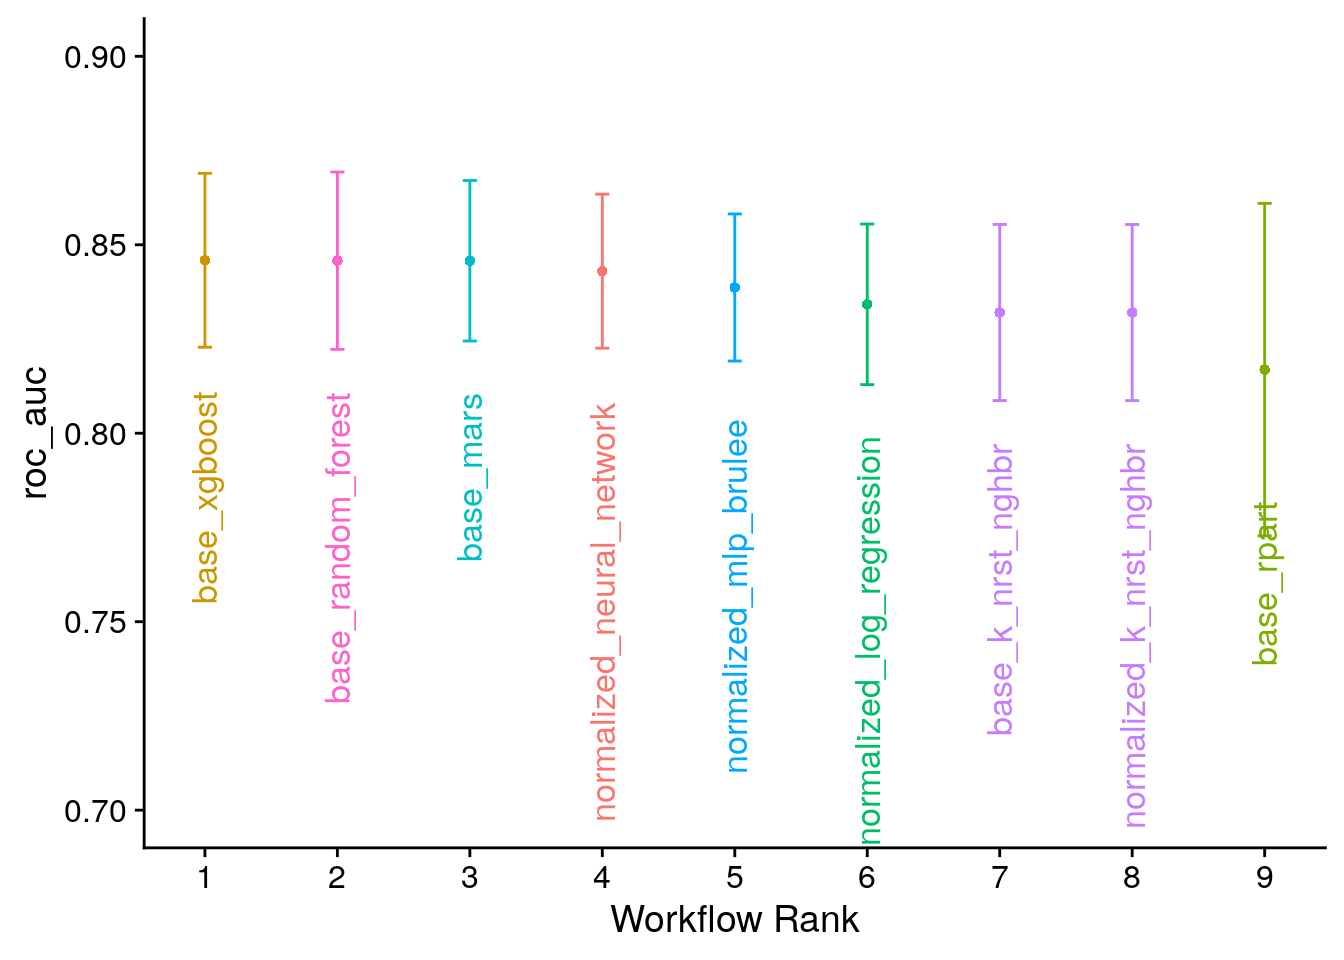 0.90
0.85
0.80
0.75
0.70
roc_auc
base_xgboost
base_random_forest
base_mars
normalized_neural_network
normalized_mlp_brulee
normalized_log_regression
base_k_nrst_nghbr
normalized_k_nrst_nghbr
base_rpart
1 2 3 4 5 6 7 8 9
Workflow Rank